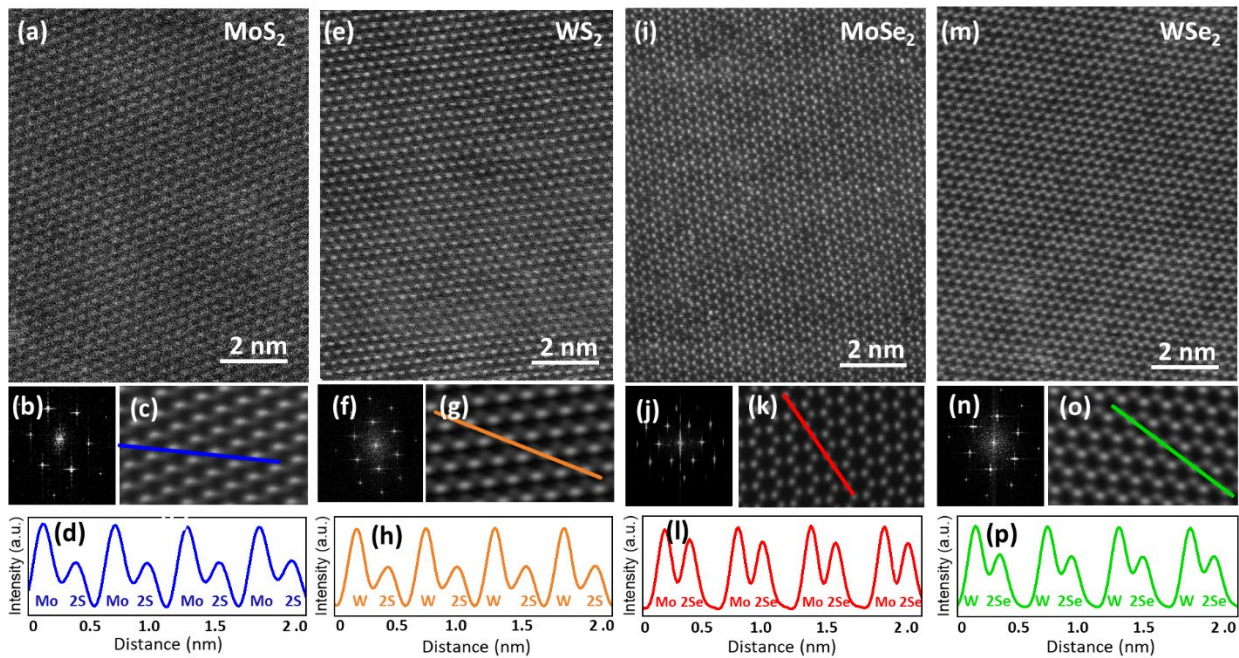 (a) MoS₂
2 nm
(b)
(c)
(d)
Intensity (a.u.)
Mo 2S Mo 2S Mo 2S Mo 2S
0 0.5 1.0 1.5 2.0
Distance (nm)
(e) WS₂
2 nm
(f)
(g)
(h)
Intensity (a.u.)
W 2S W 2S W 2S W 2S
0 0.5 1.0 1.5 2.0
Distance (nm)
(i) MoSe₂
2 nm
(j)
(k)
(l)
Intensity (a.u.)
Mo 2Se Mo 2Se Mo 2Se Mo 2Se
0 0.5 1.0 1.5 2.0
Distance (nm)
(m) WSe₂
2 nm
(n)
(o)
(p)
Intensity (a.u.)
W 2Se W 2Se W 2Se W 2Se
0 0.5 1.0 1.5 2.0
Distance (nm)